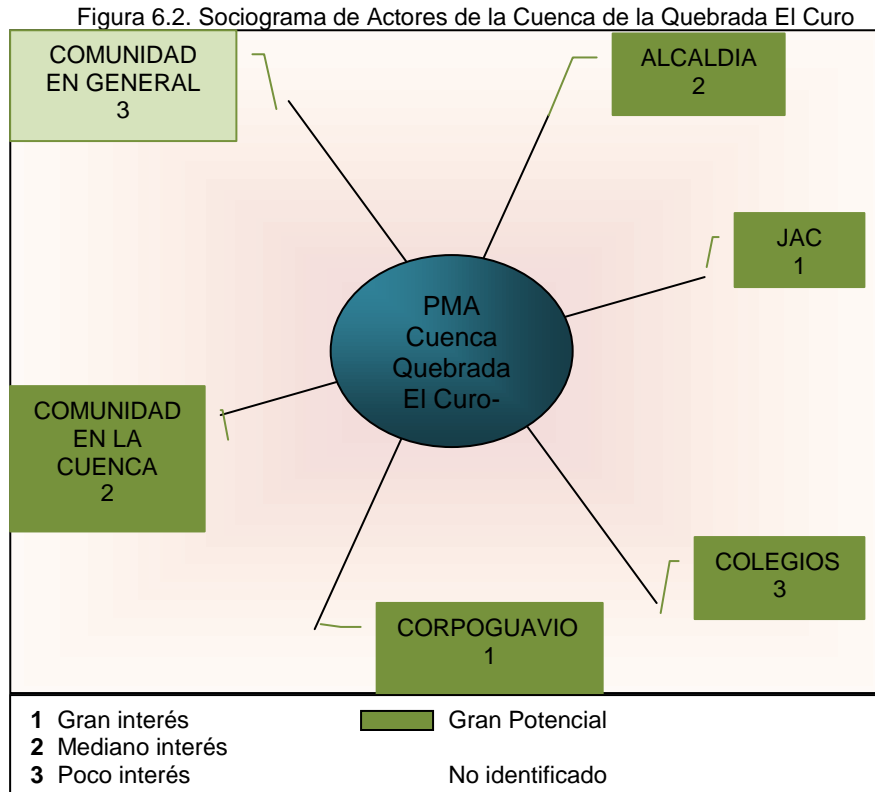 Figura 6.2. Sociograma de Actores de la Cuenca de la Quebrada El Curo
COMUNIDAD
EN GENERAL
3
ALCALDIA
2
JAC
1
PMA
Cuenca
Quebrada
El Curo-
COMUNIDAD
EN LA
CUENCA
2
COLEGIOS
3
CORPOGUAVIO
1
1 Gran interés
Gran Potencial
2 Mediano interés
3 Poco interés
No identificado